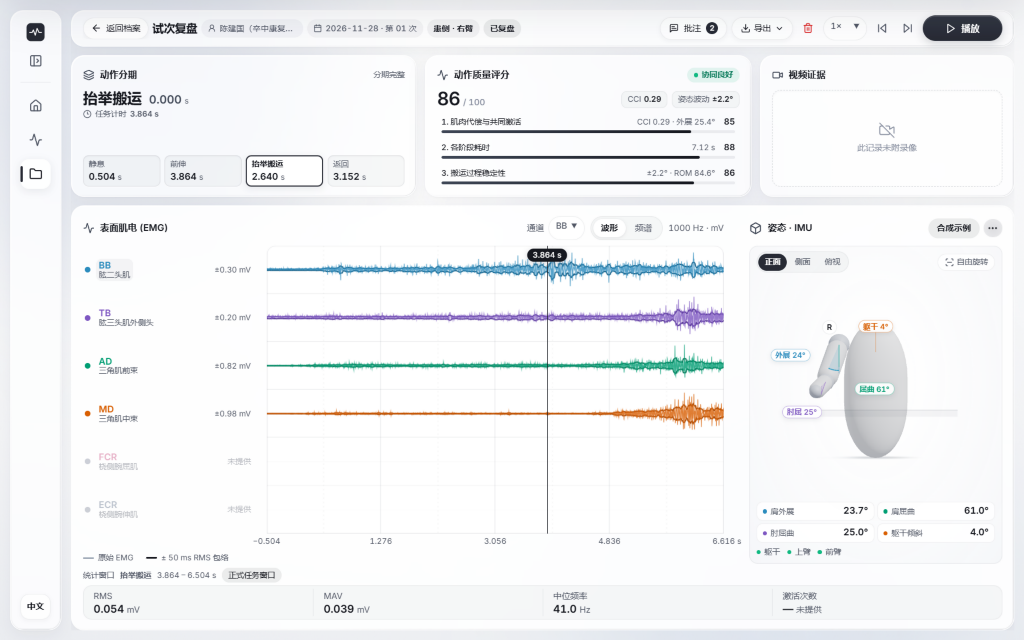 返回档案
试次复盘
陈建国（卒中康复...
2026-11-28 · 第 01 次
患侧 · 右臂
已复盘
批注 2
导出
1×
播放
动作分期
分期完整
抬举搬运 0.000 s
任务计时 3.864 s
静息
0.504 s
前伸
3.864 s
抬举搬运
2.640 s
返回
3.152 s
动作质量评分
协同良好
86 / 100
CCI 0.29
姿态波动 ±2.2°
1. 肌肉代偿与共同激活
CCI 0.29 · 外展 25.4° 85
2. 各阶段耗时
7.12 s 88
3. 搬运过程稳定性
±2.2° · ROM 84.6° 86
视频证据
此记录未附录像
表面肌电 (EMG)
通道
BB
波形
频谱
1000 Hz · mV
3.864 s
BB
肱二头肌
±0.30 mV
TB
肱三头肌外侧头
±0.20 mV
AD
三角肌前束
±0.82 mV
MD
三角肌中束
±0.98 mV
FCR
桡侧腕屈肌
未提供
ECR
桡侧腕伸肌
未提供
−0.504
1.276
3.056
4.836
6.616 s
原始 EMG
± 50 ms RMS 包络
统计窗口 抬举搬运 3.864 – 6.504 s 正式任务窗口
RMS
0.054 mV
MAV
0.039 mV
中位频率
41.0 Hz
激活次数
— 未提供
姿态 · IMU
合成示例
正面
侧面
俯视
自由旋转
R
躯干 4°
外展 24°
屈曲 61°
肘屈 25°
肩外展 23.7°
肩屈曲 61.0°
肘屈曲 25.0°
躯干倾斜 4.0°
躯干
上臂
前臂
中文